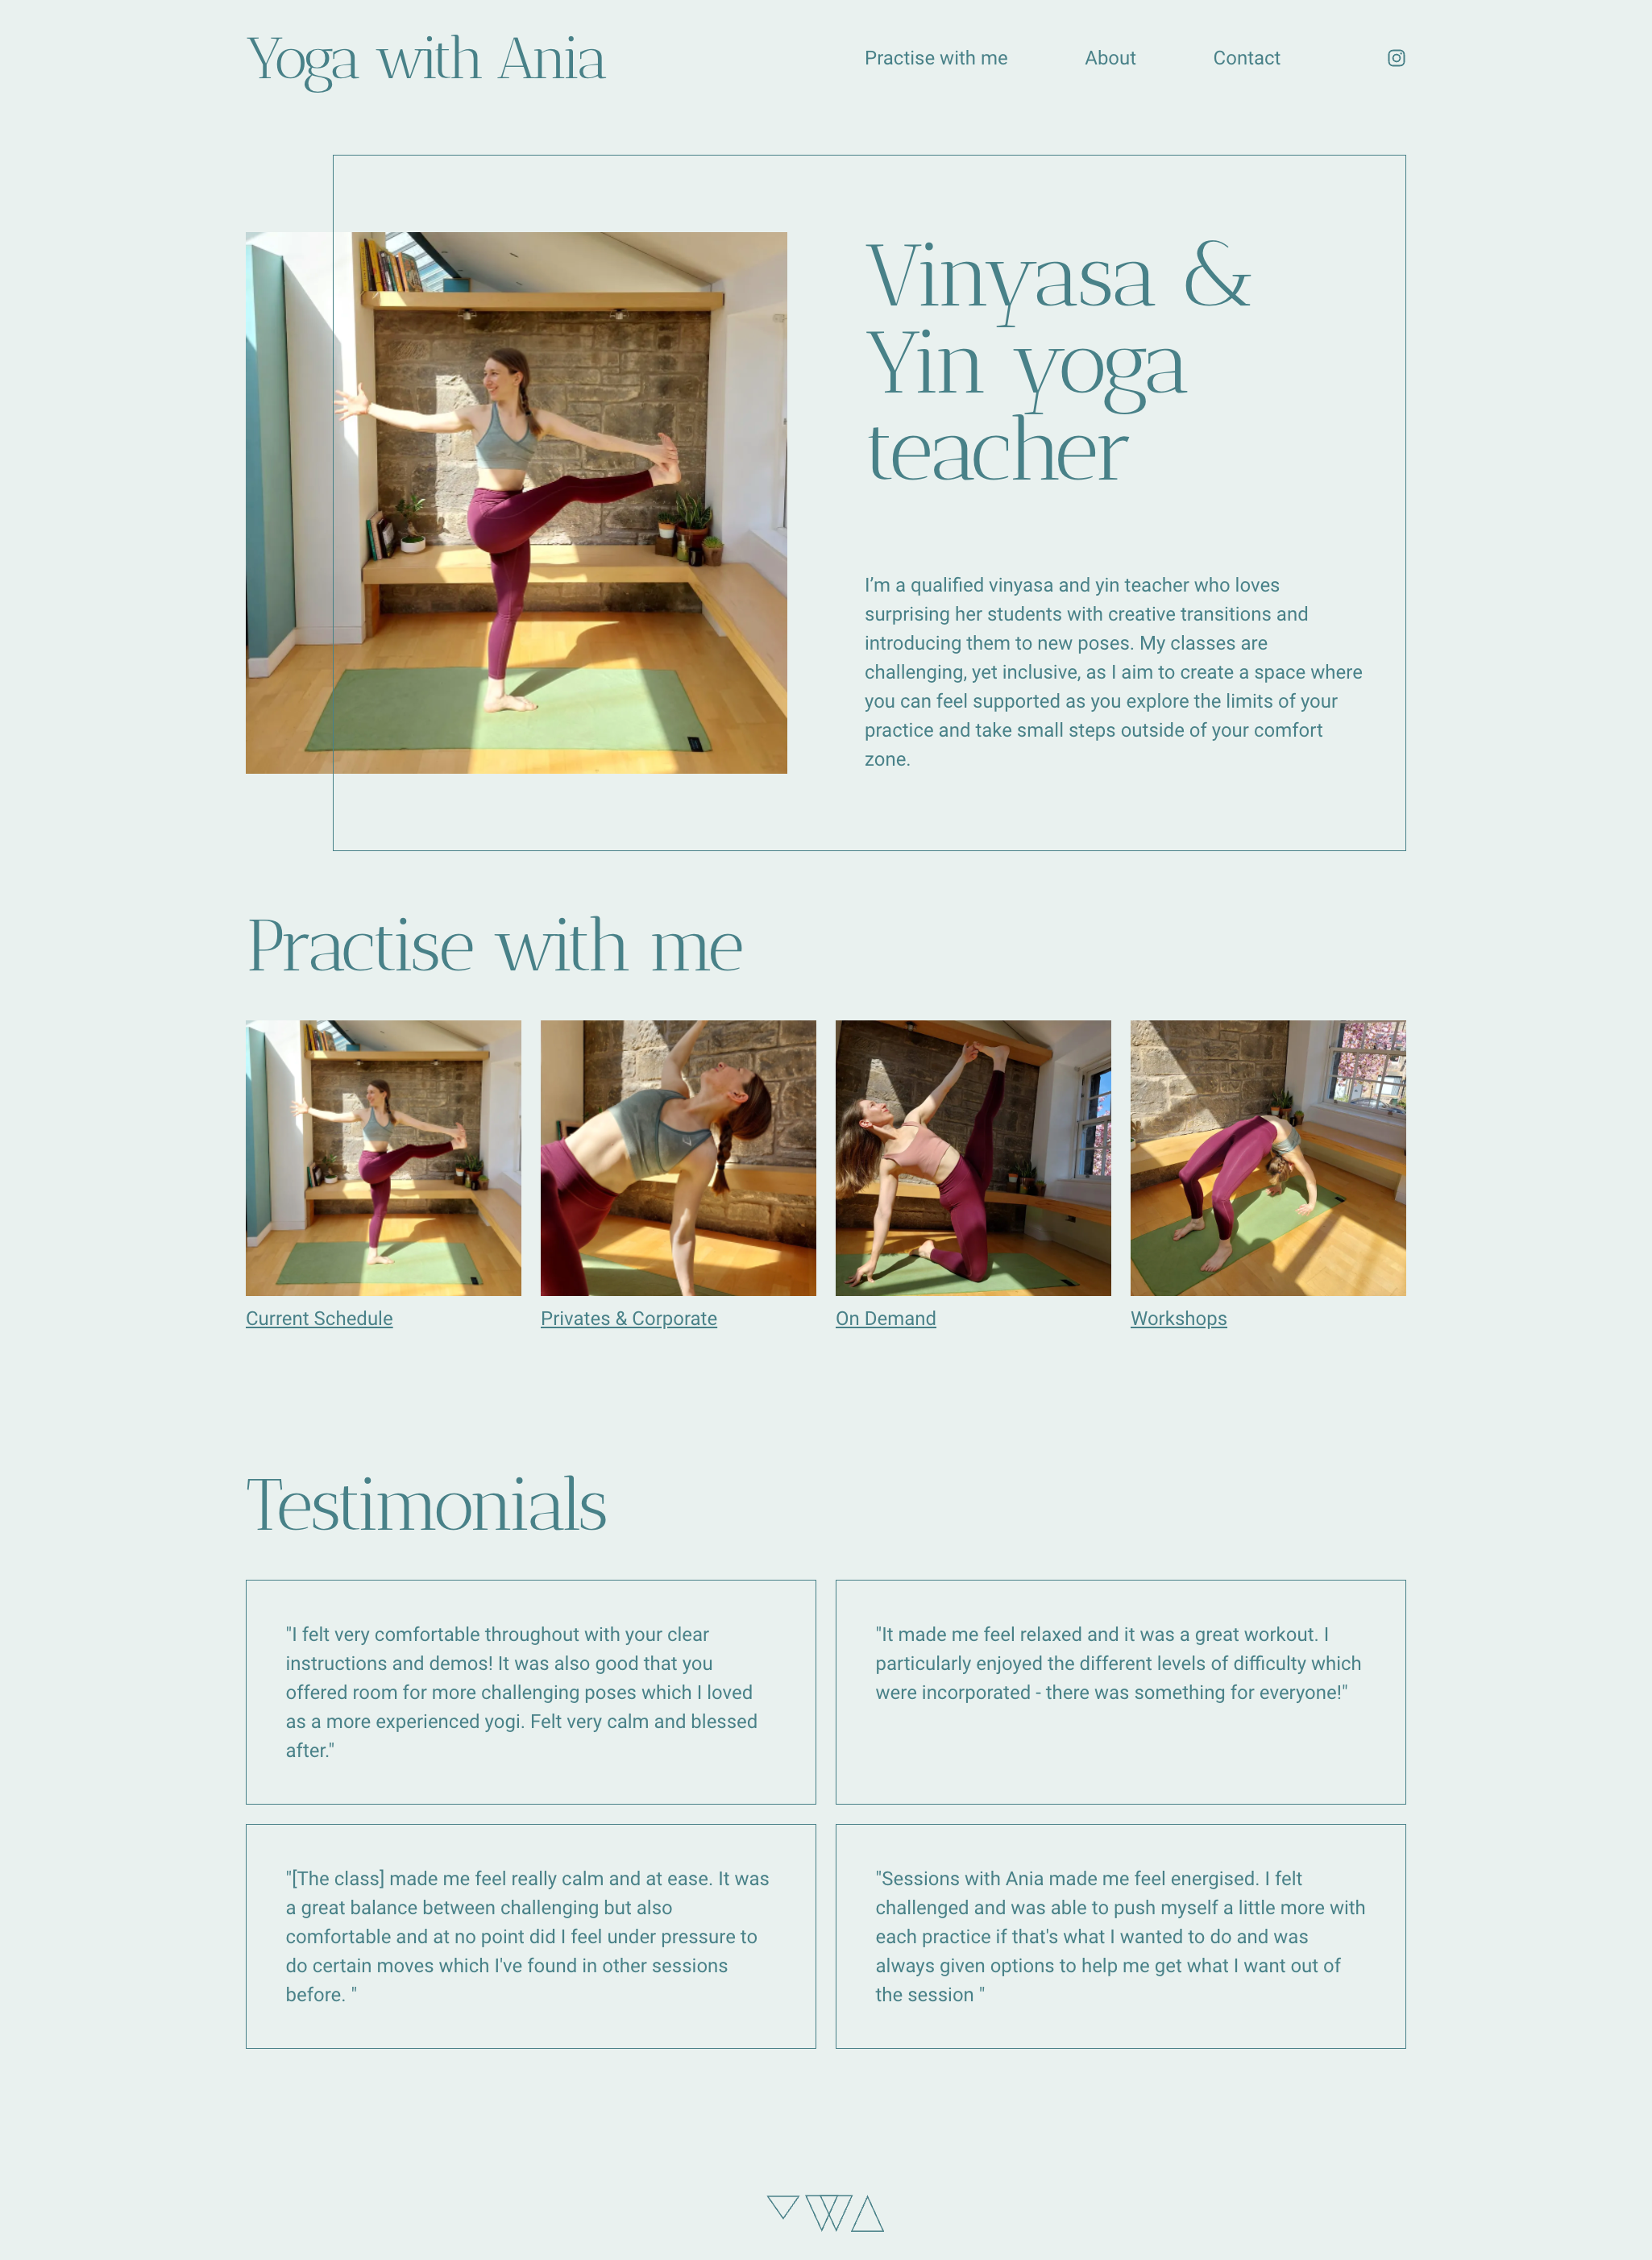 Yoga with Ania
Practise with me
About
Contact
Vinyasa &
Yin yoga
teacher
I’m a qualified vinyasa and yin teacher who loves
surprising her students with creative transitions and
introducing them to new poses. My classes are
challenging, yet inclusive, as I aim to create a space where
you can feel supported as you explore the limits of your
practice and take small steps outside of your comfort
zone.
Practise with me
Current Schedule
Privates & Corporate
On Demand
Workshops
Testimonials
"I felt very comfortable throughout with your clear
instructions and demos! It was also good that you
offered room for more challenging poses which I loved
as a more experienced yogi. Felt very calm and blessed
after."
"It made me feel relaxed and it was a great workout. I
particularly enjoyed the different levels of difficulty which
were incorporated - there was something for everyone!"
"[The class] made me feel really calm and at ease. It was
a great balance between challenging but also
comfortable and at no point did I feel under pressure to
do certain moves which I've found in other sessions
before. "
"Sessions with Ania made me feel energised. I felt
challenged and was able to push myself a little more with
each practice if that's what I wanted to do and was
always given options to help me get what I want out of
the session "